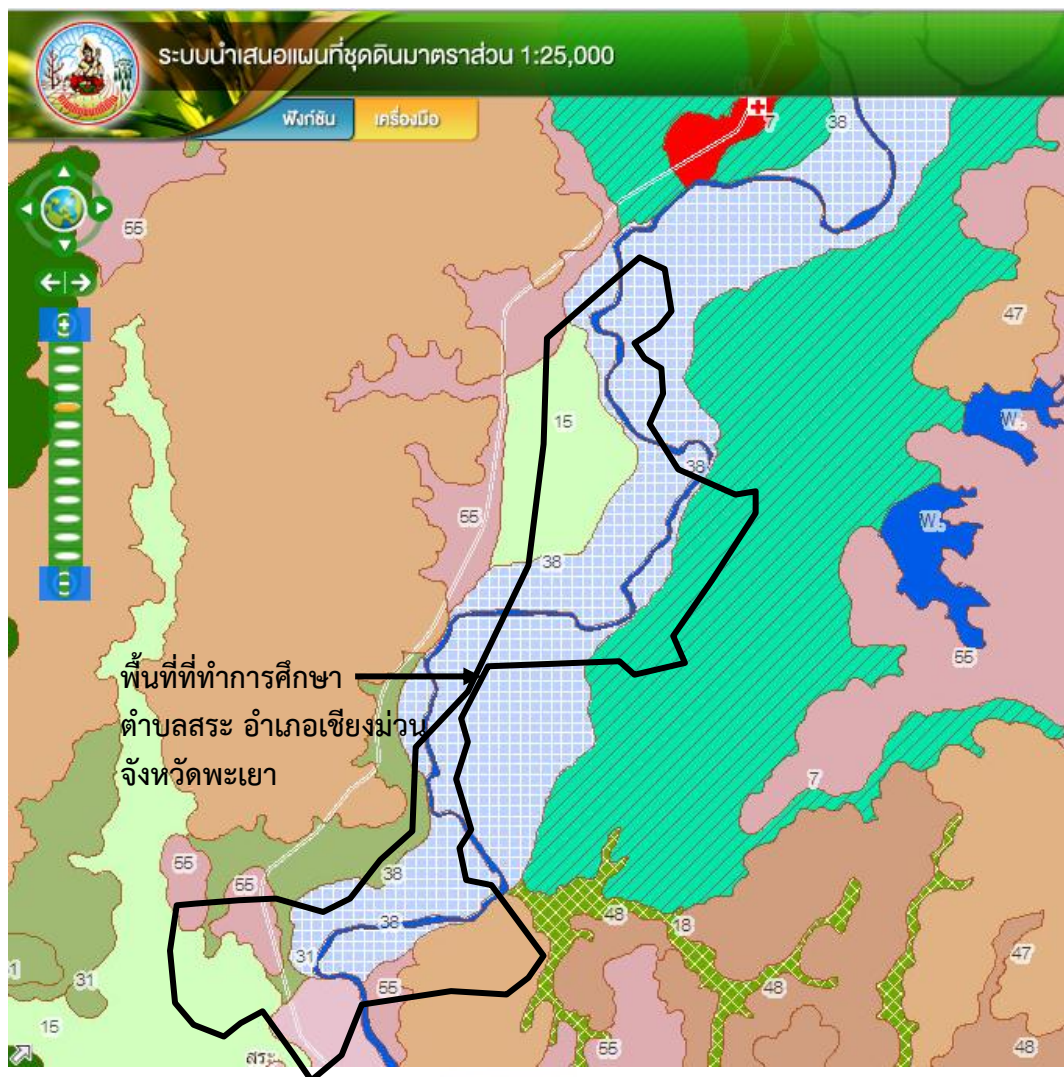 ระบบนำเสนอแผนที่ชุดดินมาตราส่วน 1:25,000
ฟังก์ชัน เครื่องมือ
7 38
55
47
W.
15
38
55 W.
38
55
พื้นที่ที่ทำการศึกษา
ตำบลสระ อำเภอเชียงม่วน
จังหวัดพะเยา
7
55
55 38
48 18
38
31 47
31 55
48
15
สระ 55 48